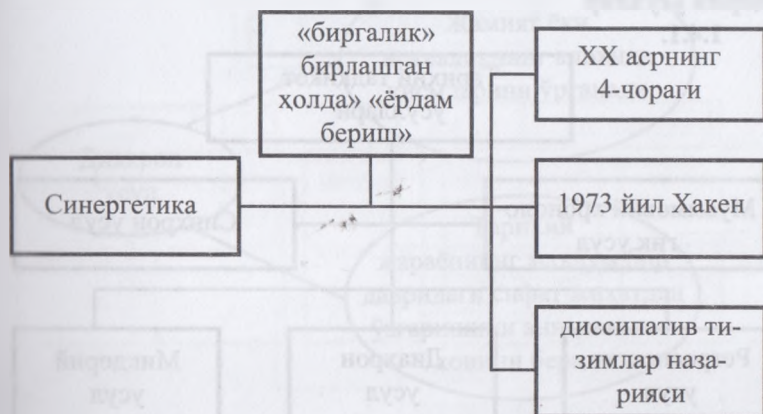 «биргалик»
бирлашган
ҳолда» «ёрдам
бериш»
Синергетика
XX асрнинг
4-чораги
1973 йил Хакен
диссипатив ти-
зимлар наза-
рияси